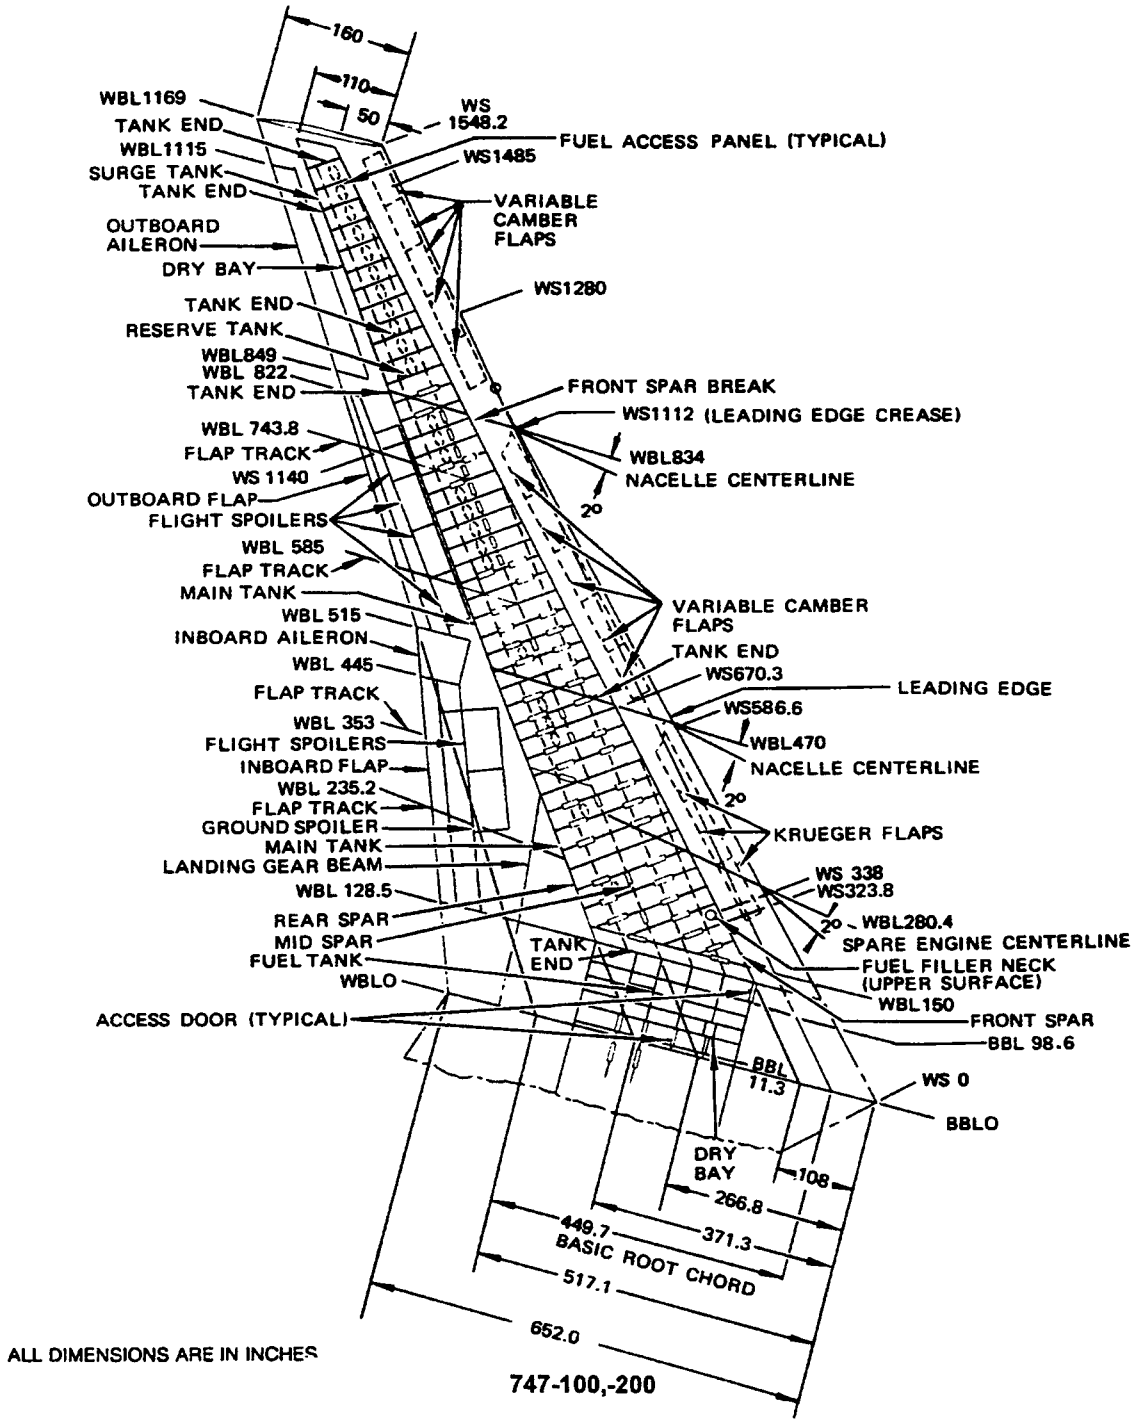 160
110
50
WBL1169
WS
1548.2
TANK END
FUEL ACCESS PANEL (TYPICAL)
WBL1115
WS1485
SURGE TANK
TANK END
VARIABLE
CAMBER
FLAPS
OUTBOARD
AILERON
DRY BAY
WS1280
TANK END
RESERVE TANK
WBL849
WBL 822
TANK END
FRONT SPAR BREAK
WS1112 (LEADING EDGE CREASE)
WBL 743.8
FLAP TRACK
WBL834
WS 1140
NACELLE CENTERLINE
2º
OUTBOARD FLAP
FLIGHT SPOILERS
WBL 585
FLAP TRACK
MAIN TANK
WBL 515
VARIABLE CAMBER
FLAPS
INBOARD AILERON
TANK END
WBL 445
WS670.3
FLAP TRACK
LEADING EDGE
WBL 353
WS586.6
FLIGHT SPOILERS
WBL470
INBOARD FLAP
NACELLE CENTERLINE
WBL 235.2
2º
FLAP TRACK
GROUND SPOILER
KRUEGER FLAPS
MAIN TANK
LANDING GEAR BEAM
WS 338
WBL 128.5
WS323.8
REAR SPAR
2º
WBL280.4
MID SPAR
SPARE ENGINE CENTERLINE
TANK
END
FUEL TANK
FUEL FILLER NECK
(UPPER SURFACE)
WBLO
WBL150
ACCESS DOOR (TYPICAL)
FRONT SPAR
BBL 98.6
BBL
11.3
WS 0
BBLO
DRY
BAY
108
266.8
371.3
449.7
BASIC ROOT CHORD
517.1
652.0
ALL DIMENSIONS ARE IN INCHES
747-100,-200